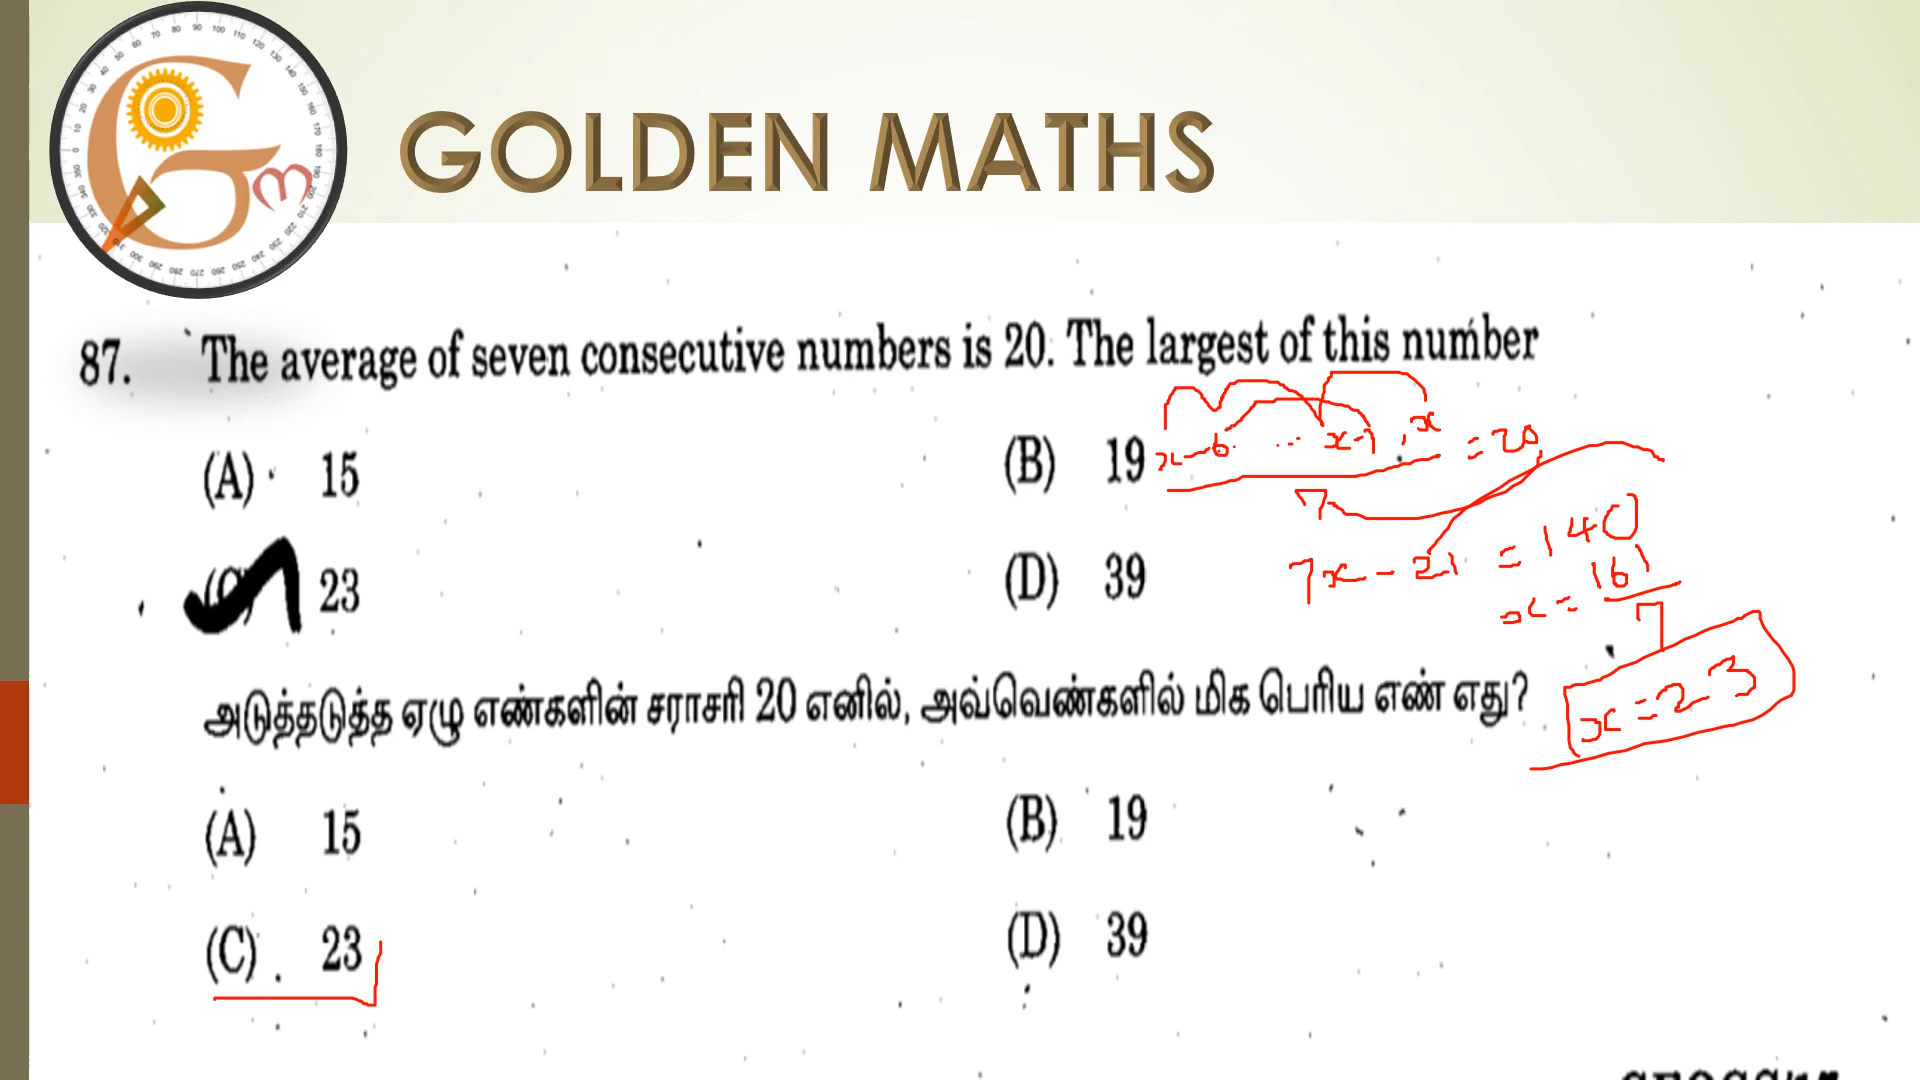 GOLDEN MATHS
87. The average of seven consecutive numbers is 20. The largest of this number
(A) 15 (B) 19
(C) 23 (D) 39
x-6 ... x-1, x = 20
7
7x - 21 = 140
x = 161
7
x = 23
அடுத்தடுத்த ஏழு எண்களின் சராசரி 20 எனில், அவ்வெண்களில் மிக பெரிய எண் எது?
(A) 15 (B) 19
(C) 23 (D) 39